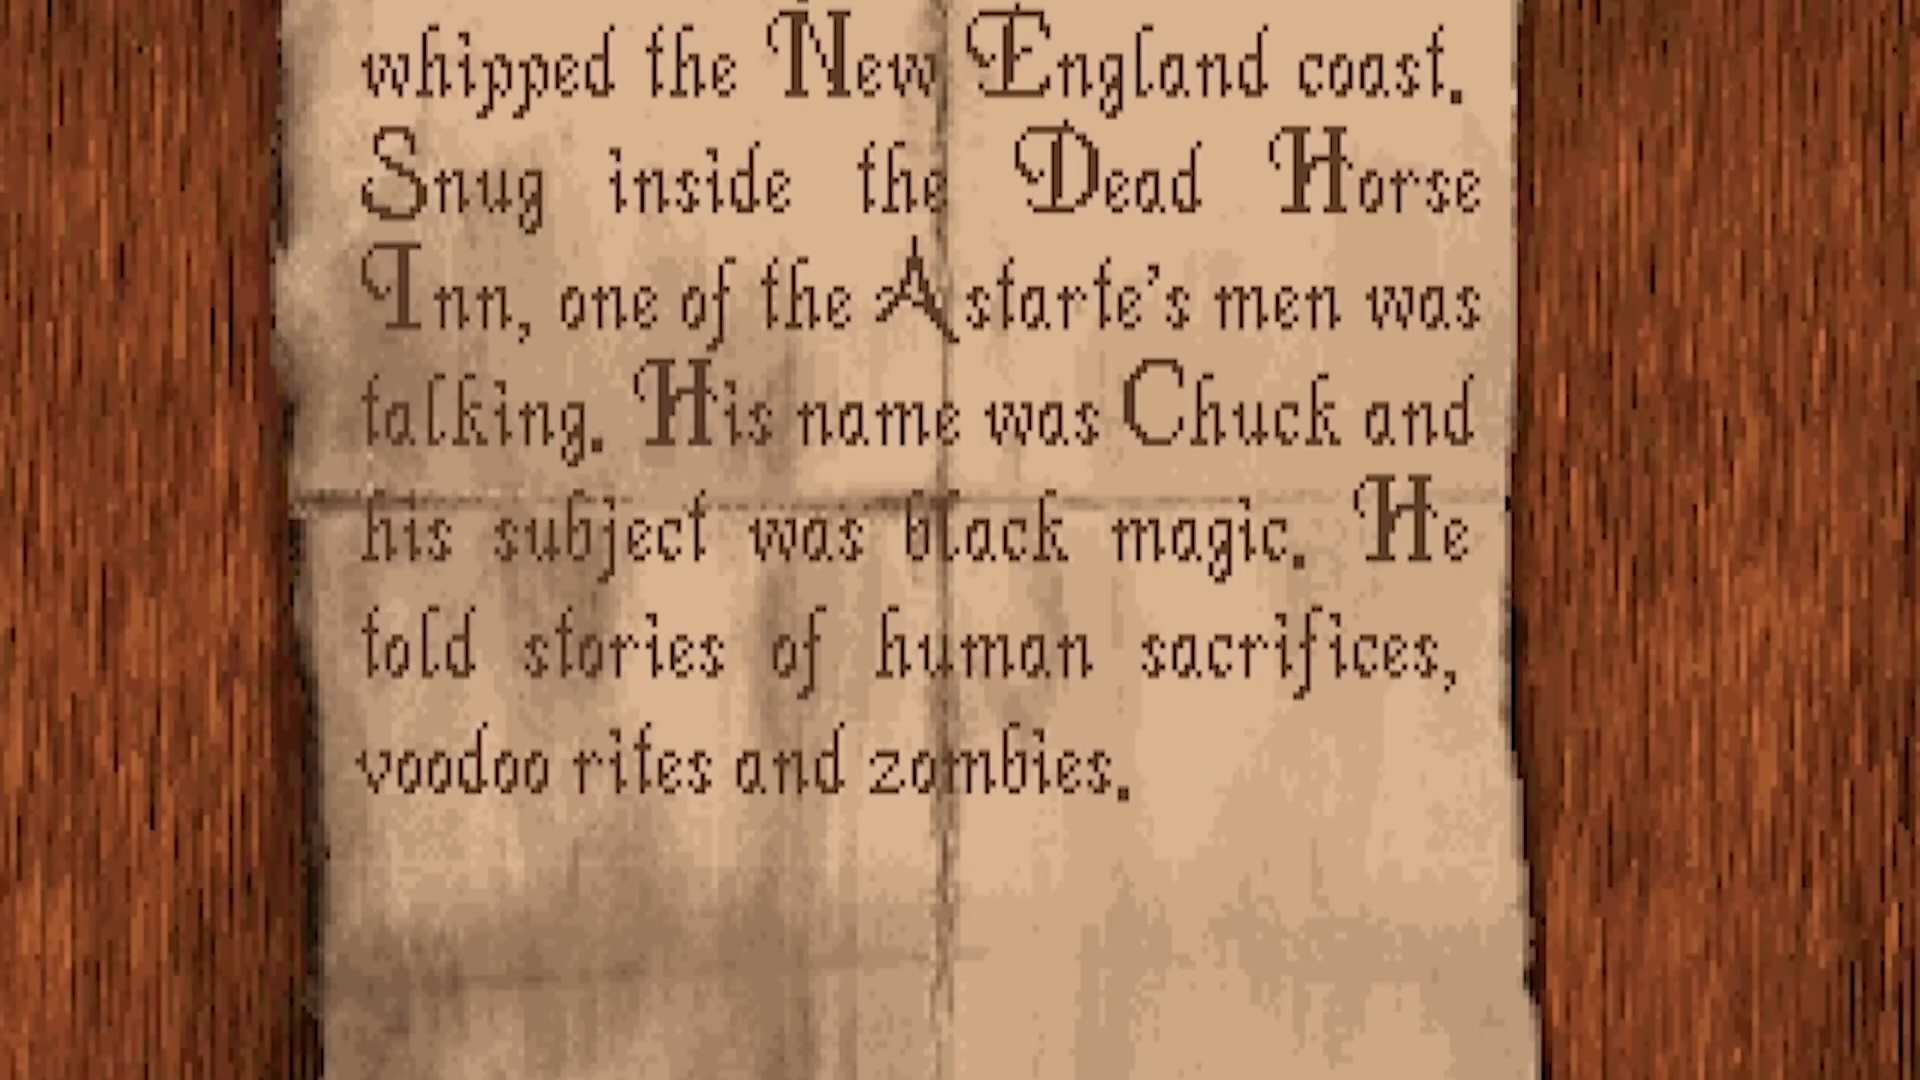 whipped the New England coast.
Snug inside the Dead Horse
Inn, one of the Astarte's men was
talking. His name was Chuck and
his subject was black magic. He
told stories of human sacrifices,
voodoo rites and zombies.